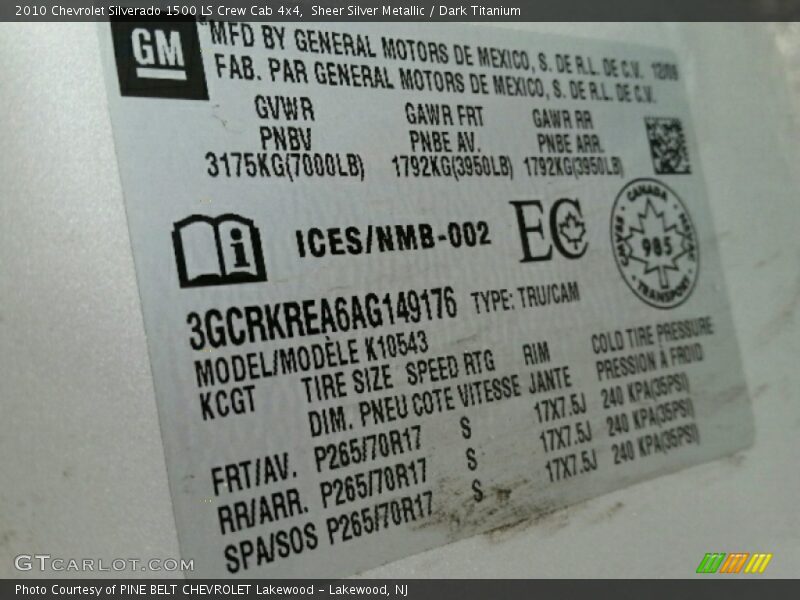 2010 Chevrolet Silverado 1500 LS Crew Cab 4x4, Sheer Silver Metallic / Dark Titanium
GM
MFD BY GENERAL MOTORS DE MEXICO, S. DE R.L. DE C.V. 12/09
FAB. PAR GENERAL MOTORS DE MEXICO, S. DE R.L. DE C.V.
GVWR GAWR FRT GAWR RR
PNBV PNBE AV. PNBE ARR.
3175KG(7000LB) 1792KG(3950LB) 1792KG(3950LB)
i ICES/NMB-002 EC
CANADA
985
TRANSPORT
3GCRKREA6AG149176 TYPE: TRU/CAM
MODEL/MODÈLE K10543
KCGT TIRE SIZE SPEED RTG RIM COLD TIRE PRESSURE
DIM. PNEU COTE VITESSE JANTE PRESSION À FROID
FRT/AV. P265/70R17 S 17X7.5J 240 KPA(35PSI)
RR/ARR. P265/70R17 S 17X7.5J 240 KPA(35PSI)
SPA/SOS P265/70R17 S 17X7.5J 240 KPA(35PSI)
GTCarlot.com
Photo Courtesy of PINE BELT CHEVROLET Lakewood - Lakewood, NJ